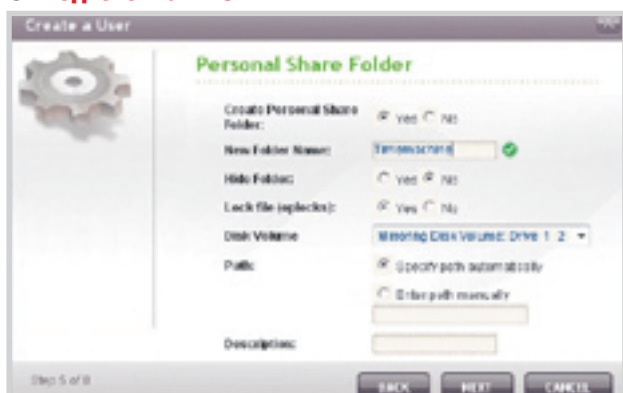 Create a User
Personal Share Folder
Create Personal Share
Folder:
Yes No
New Folder Name:
Timemachine
Hide Folder:
Yes No
Lock file (oplocks):
Yes No
Disk Volume
Mirroring Disk Volume: Drive 1 2
Path:
Specify path automatically
Enter path manually
Description:
Step 5 of 8
BACK
NEXT
CANCEL